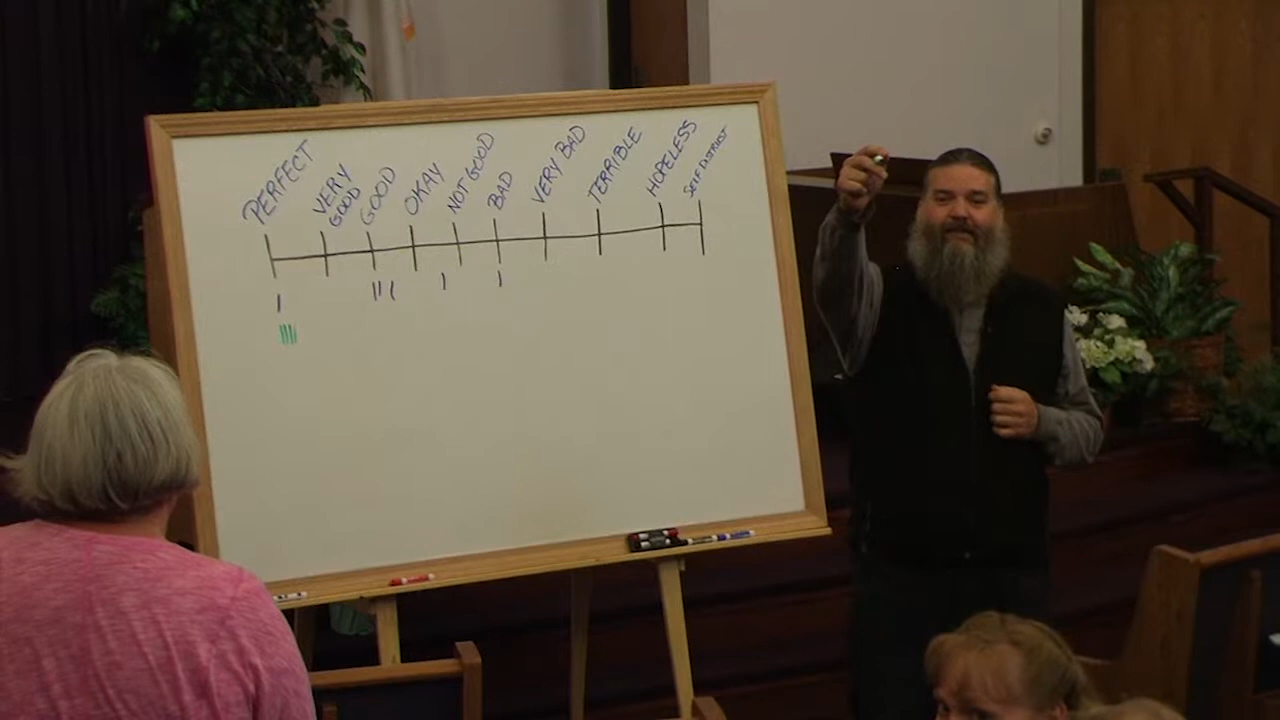 PERFECT
VERY
GOOD
GOOD
OKAY
NOT GOOD
BAD
VERY BAD
TERRIBLE
HOPELESS
SELF DISTRUST